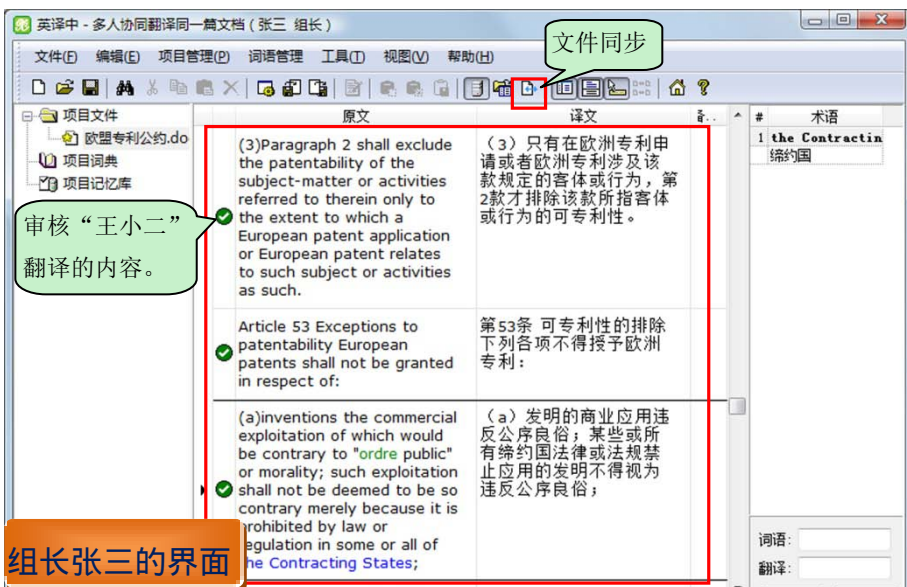 英译中 - 多人协同翻译同一篇文档（张三 组长）
文件(F) 编辑(E) 项目管理(P) 词语管理 工具(T) 视图(V) 帮助(H)
文件同步
项目文件
欧盟专利公约.do
项目词典
项目记忆库
审核“王小二”
翻译的内容。
原文 译文
(3)Paragraph 2 shall exclude
the patentability of the
subject-matter or activities
referred to therein only to
the extent to which a
European patent application
or European patent relates
to such subject or activities
as such.
（3）只有在欧洲专利申
请或者欧洲专利涉及该
款规定的客体或行为，第
2款才排除该款所指客体
或行为的可专利性。
Article 53 Exceptions to
patentability European
patents shall not be granted
in respect of:
第53条 可专利性的排除
下列各项不得授予欧洲
专利：
(a)inventions the commercial
exploitation of which would
be contrary to "ordre public"
or morality; such exploitation
shall not be deemed to be so
contrary merely because it is
prohibited by law or
regulation in some or all of
the Contracting States;
（a）发明的商业应用违
反公序良俗；某些或所
有缔约国法律或法规禁
止应用的发明不得视为
违反公序良俗；
# 术语
1 the Contractin
缔约国
词语:
翻译:
组长张三的界面